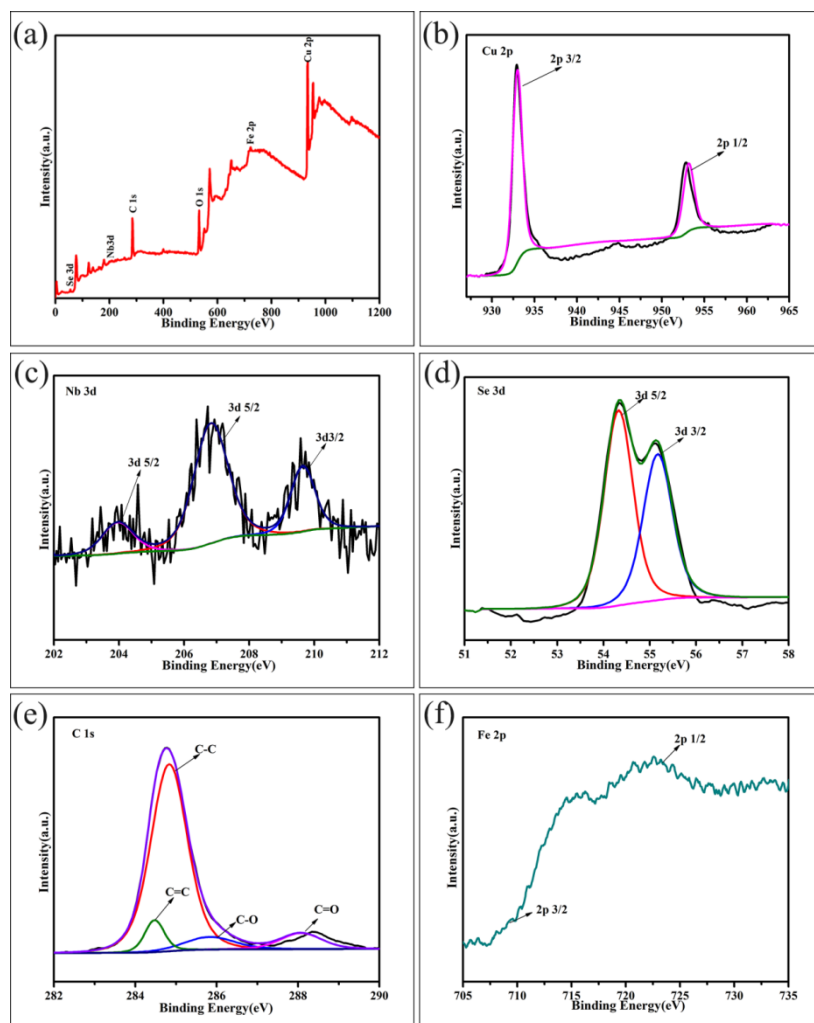 (a)
Cu 2p
Fe 2p
O 1s
C 1s
Nb3d
Se 3d
Intensity(a.u.)
0 200 400 600 800 1000 1200
Binding Energy(eV)
(b)
Cu 2p
2p 3/2
2p 1/2
Intensity(a.u.)
930 935 940 945 950 955 960 965
Binding Energy(eV)
(c)
Nb 3d
3d 5/2
3d 5/2
3d3/2
Intensity(a.u.)
202 204 206 208 210 212
Binding Energy(eV)
(d)
Se 3d
3d 5/2
3d 3/2
Intensity(a.u.)
51 52 53 54 55 56 57 58
Binding Energy(eV)
(e)
C 1s
C-C
C=C
C-O
C=O
Intensity(a.u.)
282 284 286 288 290
Binding Energy(eV)
(f)
Fe 2p
2p 1/2
2p 3/2
Intensity(a.u.)
705 710 715 720 725 730 735
Binding Energy(eV)